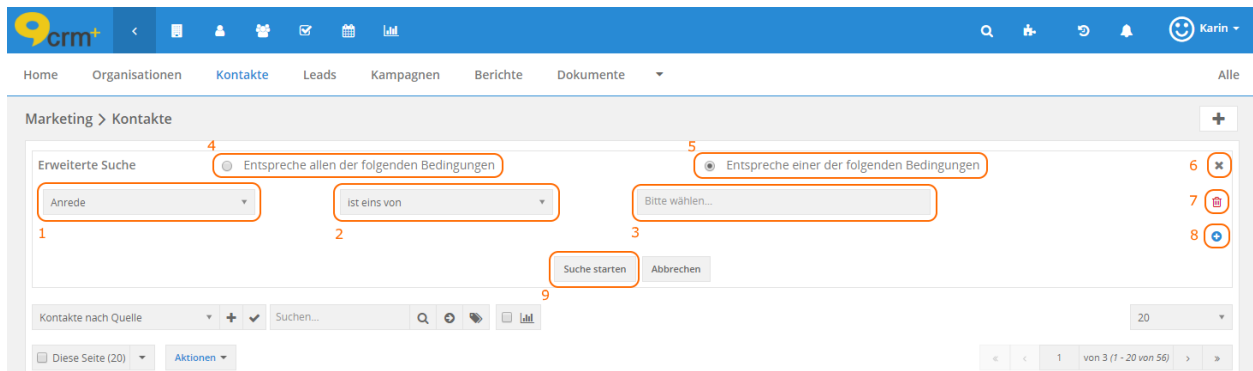 crm+
Karin
Home Organisationen Kontakte Leads Kampagnen Berichte Dokumente Alle
Marketing > Kontakte
4 5
Erweiterte Suche Entspreche allen der folgenden Bedingungen Entspreche einer der folgenden Bedingungen 6
Anrede ist eins von Bitte wählen... 7
1 2 3 8
Suche starten Abbrechen
9
Kontakte nach Quelle Suchen... 20
Diese Seite (20) Aktionen « ‹ 1 von 3 (1 - 20 von 56) › »